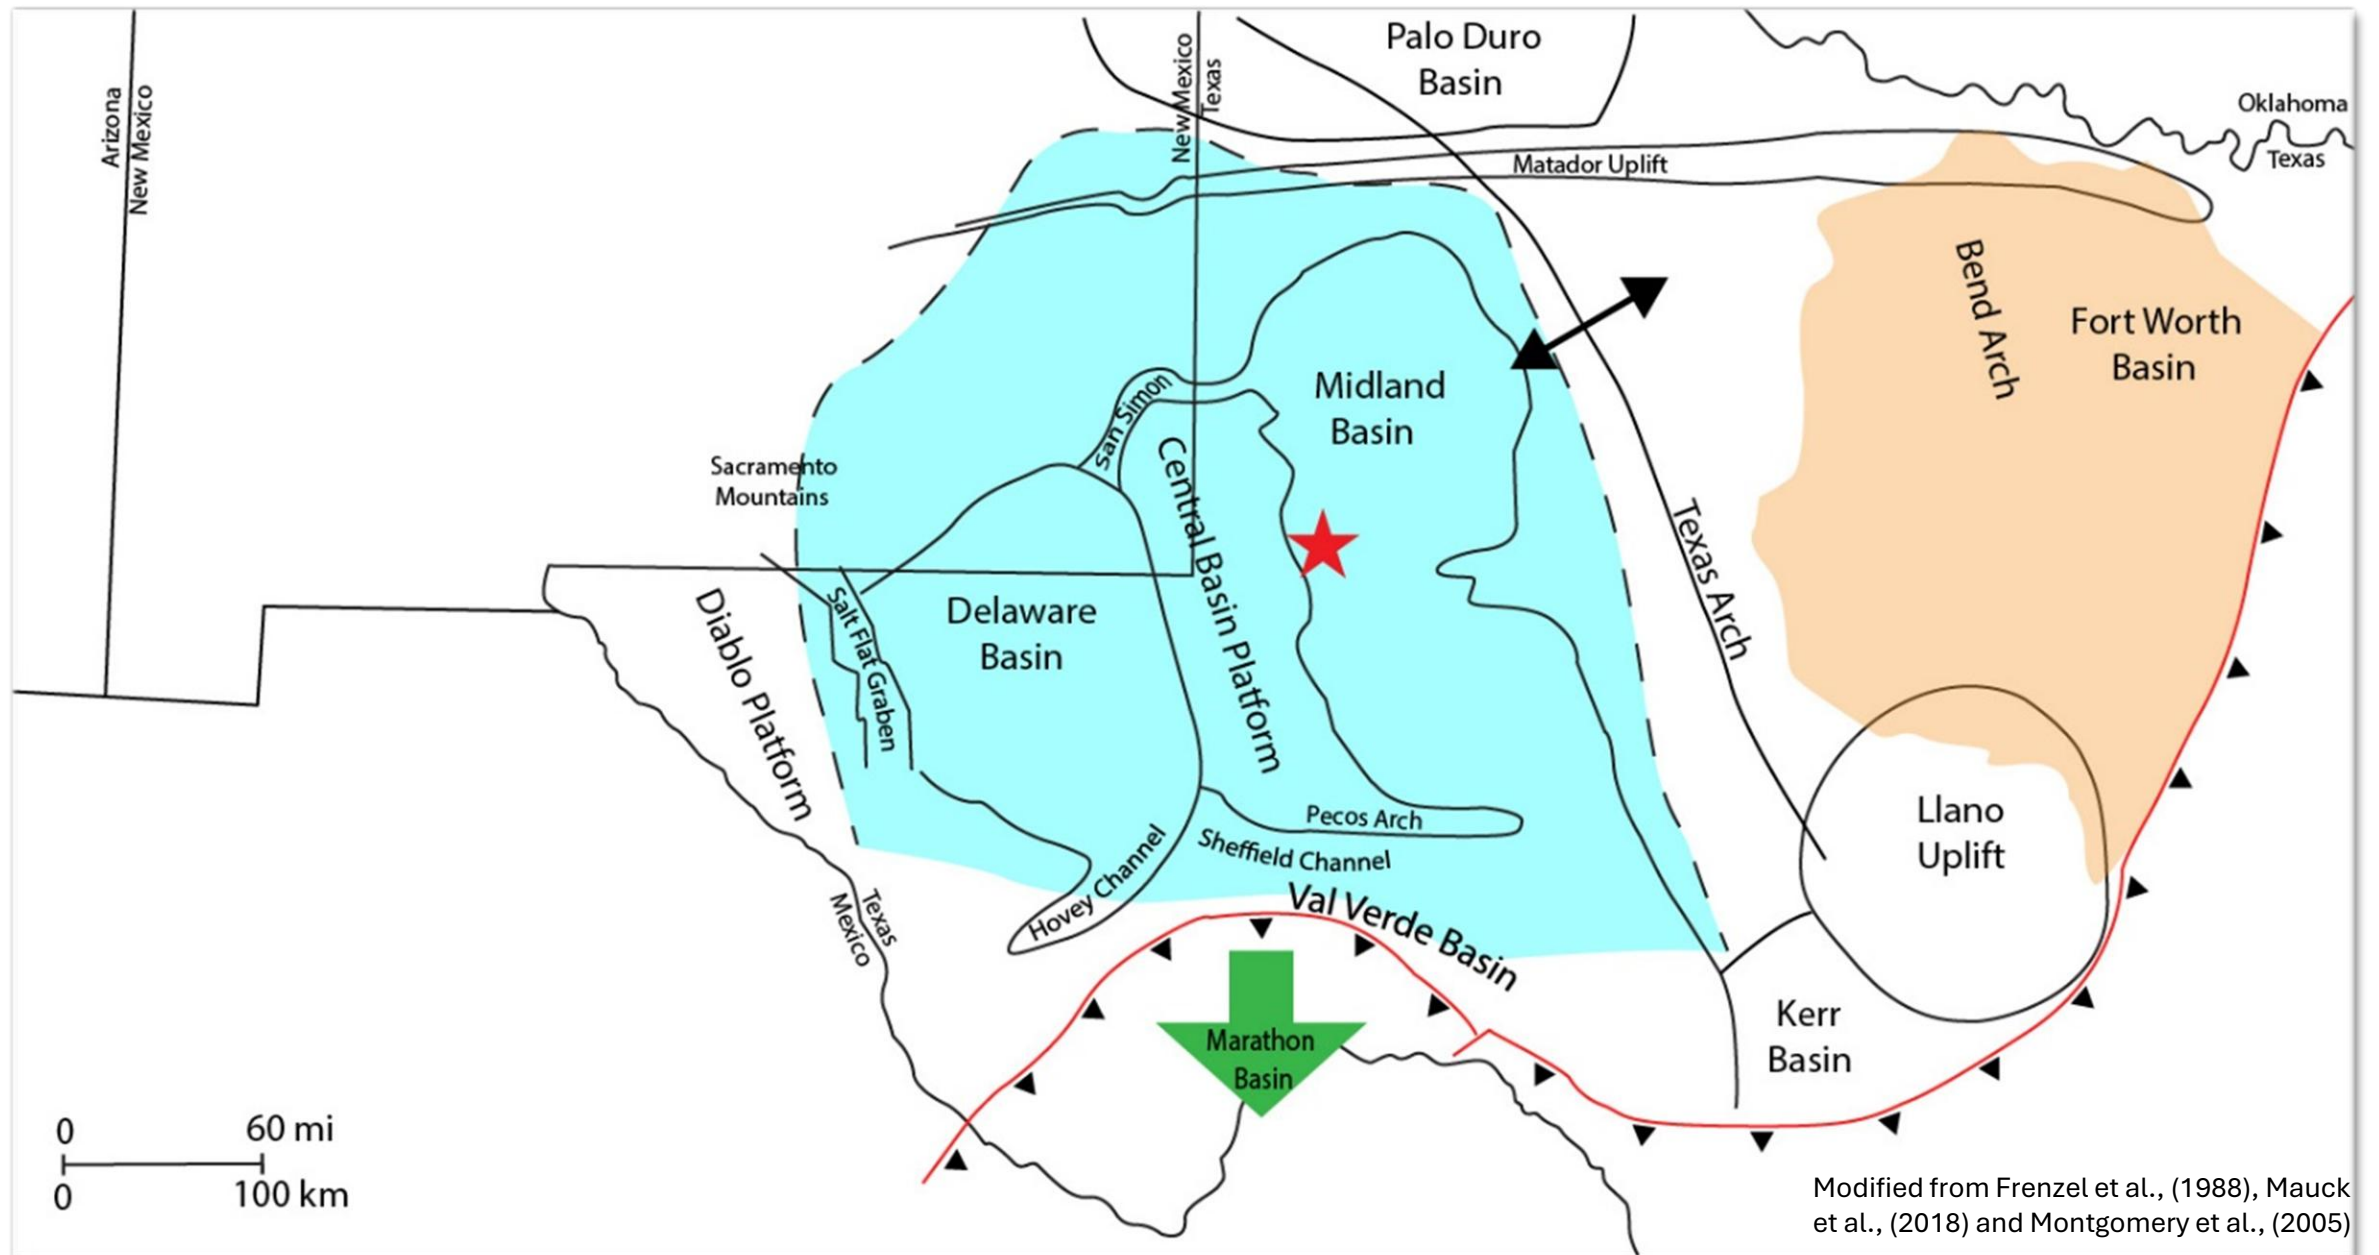 Palo Duro
Basin
New Mexico
Texas
Arizona
New Mexico
Oklahoma
Texas
Matador Uplift
Bend Arch
Fort Worth
Basin
Midland
Basin
San Simon
Central Basin Platform
Sacramento
Mountains
Texas Arch
Diablo Platform
Salt Flat Graben
Delaware
Basin
Pecos Arch
Sheffield Channel
Hovey Channel
Llano
Uplift
Val Verde Basin
Texas
Mexico
Marathon
Basin
Kerr
Basin
0
60 mi
0
100 km
Modified from Frenzel et al., (1988), Mauck
et al., (2018) and Montgomery et al., (2005)